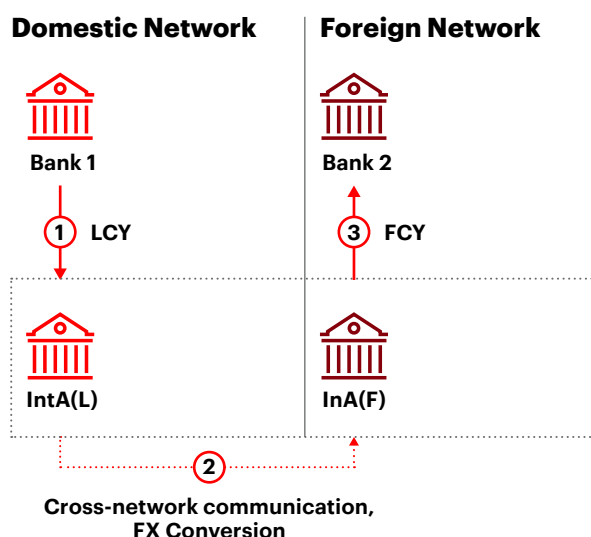 Domestic Network
Foreign Network
Bank 1
Bank 2
1 LCY
3 FCY
IntA(L)
InA(F)
2
Cross-network communication,
FX Conversion